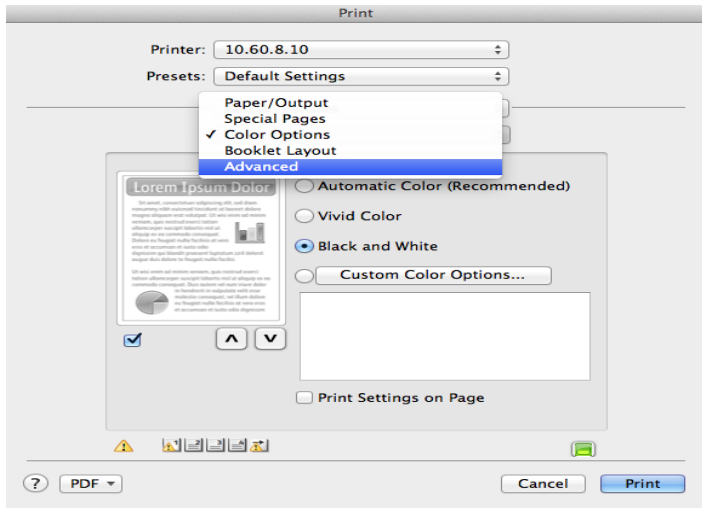 Print
Printer: 10.60.8.10
Presets: Default Settings
Paper/Output
Special Pages
✓ Color Options
Booklet Layout
Advanced
Lorem Ipsum Dolor
Automatic Color (Recommended)
Vivid Color
Black and White
Custom Color Options...
Print Settings on Page
? PDF
Cancel
Print